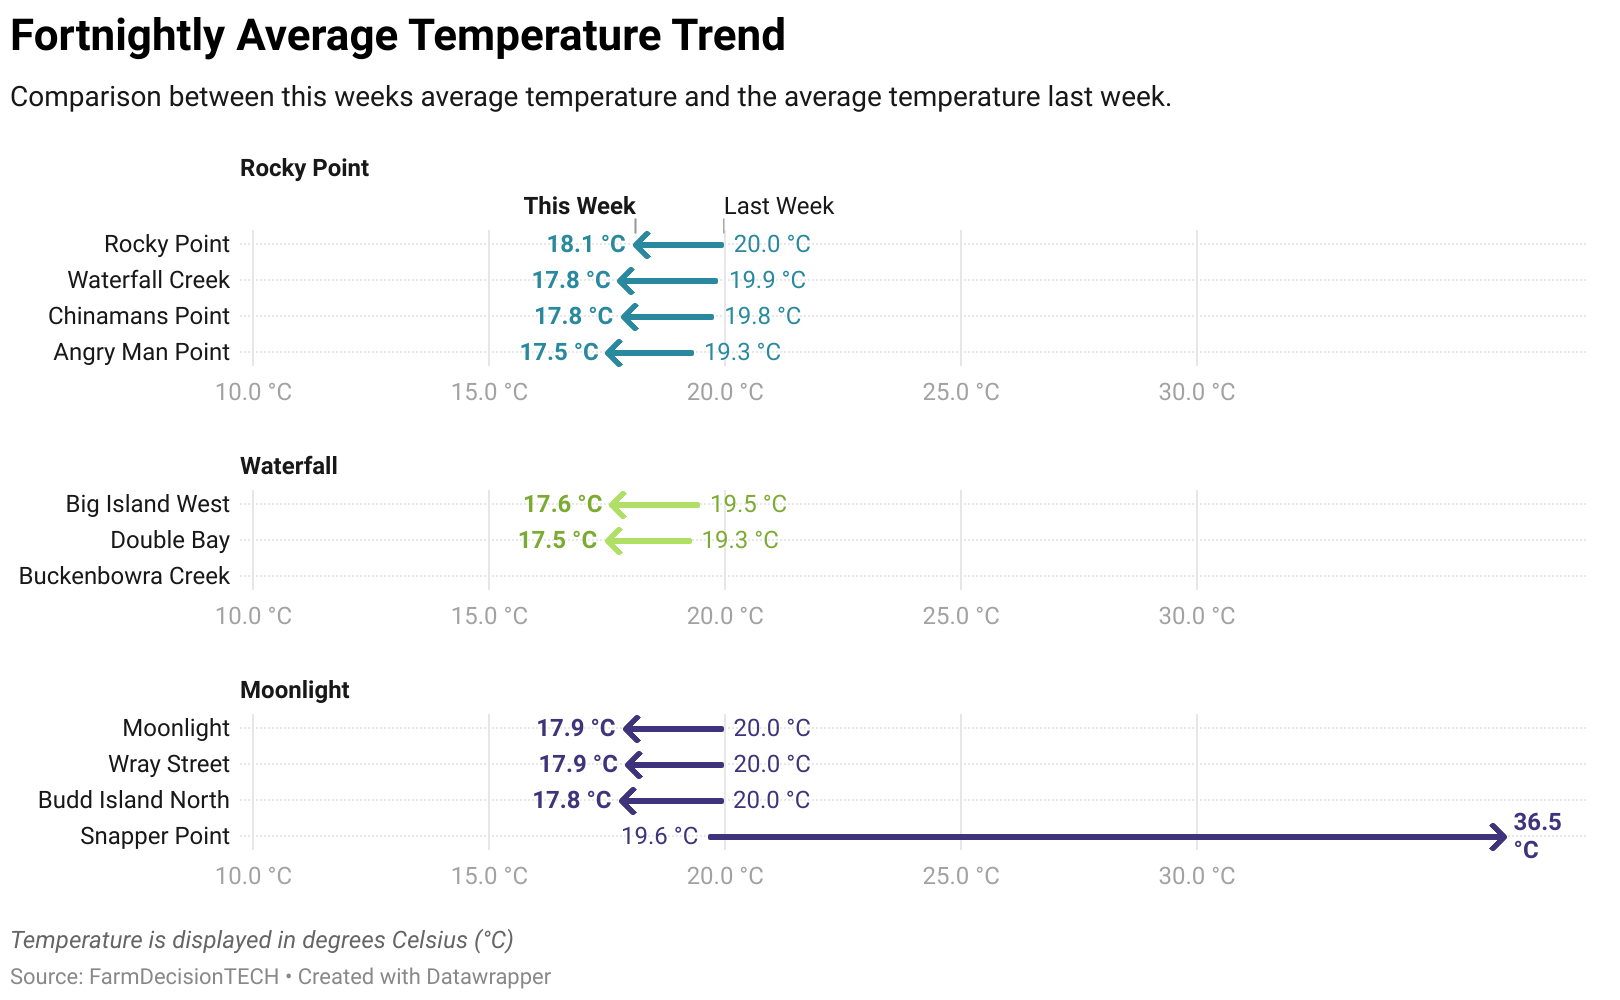 Fortnightly Average Temperature Trend
Comparison between this weeks average temperature and the average temperature last week.
Rocky Point
This Week Last Week
Rocky Point 18.1 °C 20.0 °C
Waterfall Creek 17.8 °C 19.9 °C
Chinamans Point 17.8 °C 19.8 °C
Angry Man Point 17.5 °C 19.3 °C
10.0 °C 15.0 °C 20.0 °C 25.0 °C 30.0 °C
Waterfall
Big Island West 17.6 °C 19.5 °C
Double Bay 17.5 °C 19.3 °C
Buckenbowra Creek
10.0 °C 15.0 °C 20.0 °C 25.0 °C 30.0 °C
Moonlight
Moonlight 17.9 °C 20.0 °C
Wray Street 17.9 °C 20.0 °C
Budd Island North 17.8 °C 20.0 °C
Snapper Point 19.6 °C 36.5
°C
10.0 °C 15.0 °C 20.0 °C 25.0 °C 30.0 °C
Temperature is displayed in degrees Celsius (°C)
Source: FarmDecisionTECH • Created with Datawrapper